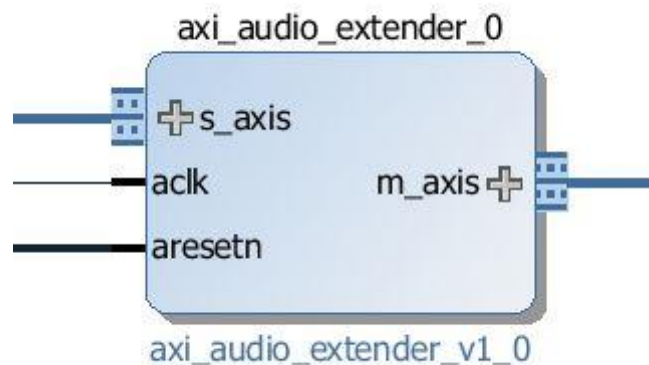 axi_audio_extender_0
s_axis
aclk
m_axis
aresetn
axi_audio_extender_v1_0